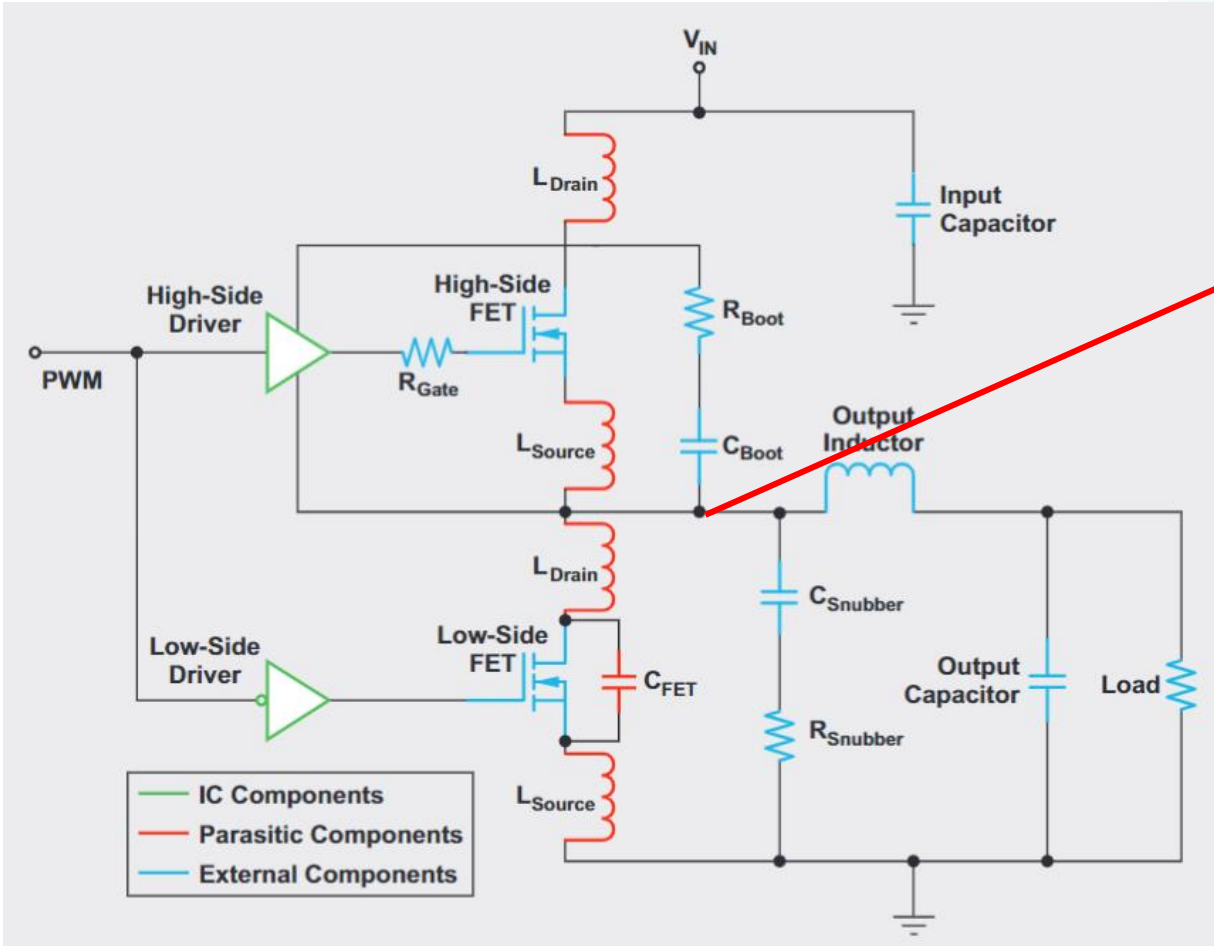 VIN
LDrain
Input
Capacitor
High-Side
FET
High-Side
Driver
RBoot
PWM
RGate
Output
Inductor
LSource
CBoot
LDrain
CSnubber
Low-Side
FET
Low-Side
Driver
CFET
Output
Capacitor
Load
RSnubber
LSource
IC Components
Parasitic Components
External Components